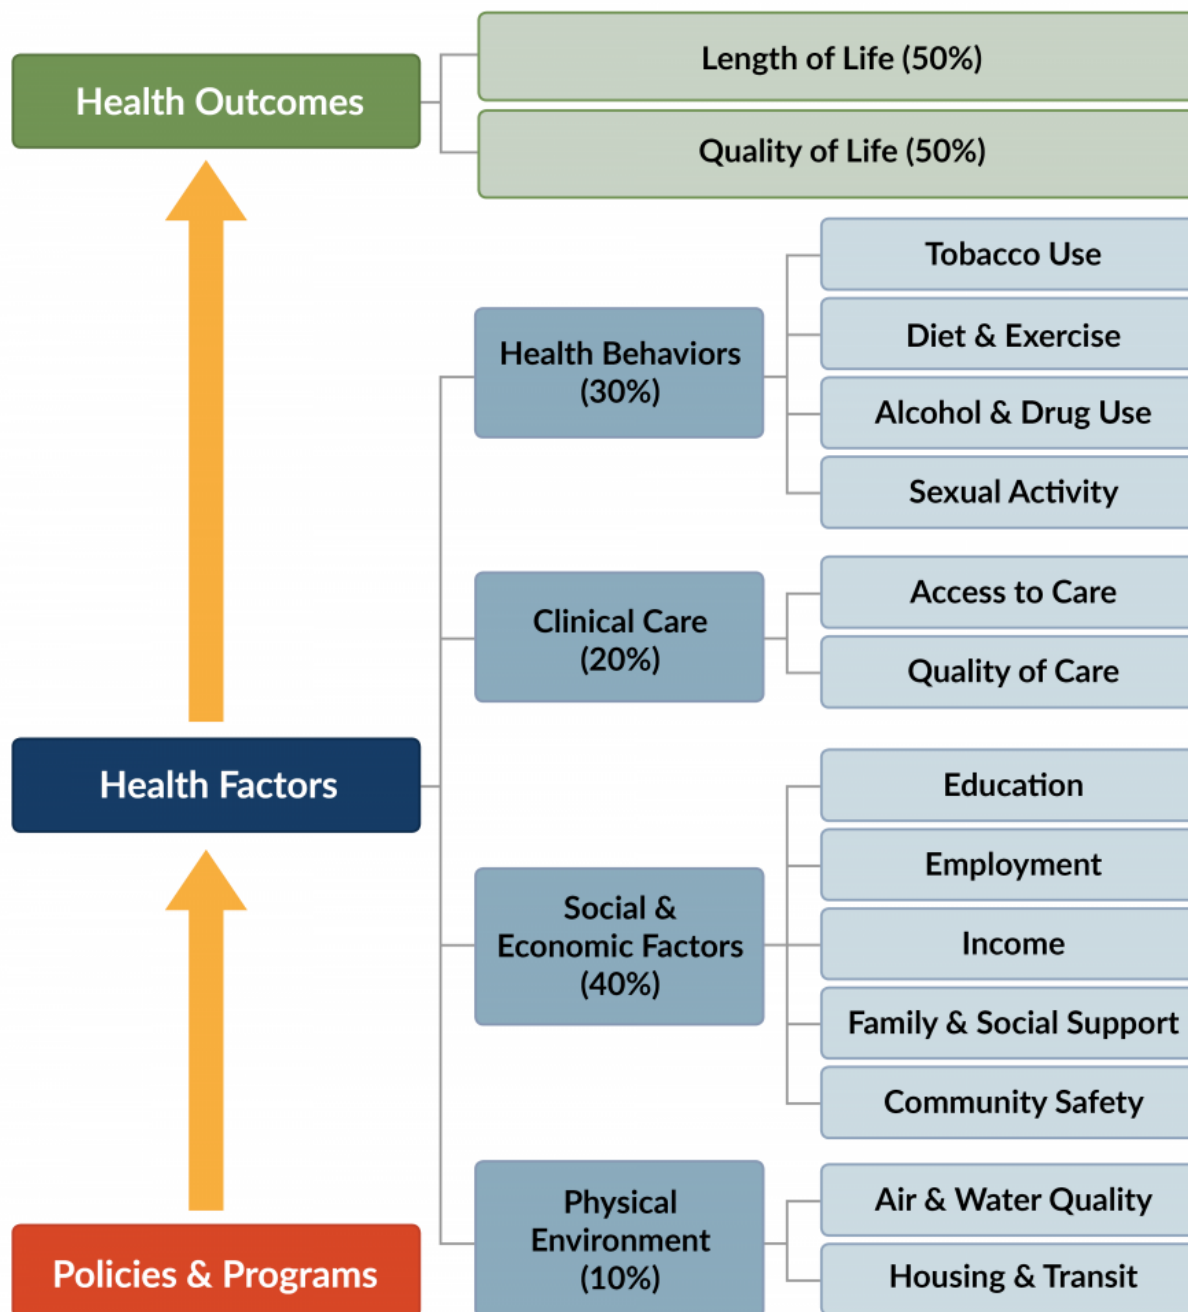 Health Outcomes
Length of Life (50%)
Quality of Life (50%)
Health Factors
Health Behaviors
(30%)
Tobacco Use
Diet & Exercise
Alcohol & Drug Use
Sexual Activity
Clinical Care
(20%)
Access to Care
Quality of Care
Social &
Economic Factors
(40%)
Education
Employment
Income
Family & Social Support
Community Safety
Physical
Environment
(10%)
Air & Water Quality
Housing & Transit
Policies & Programs